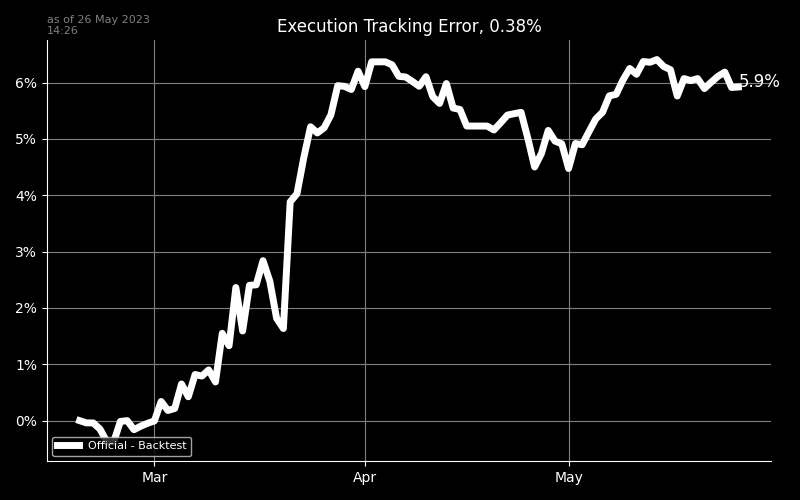 as of 26 May 2023
14:26
Execution Tracking Error, 0.38%
6%
5%
4%
3%
2%
1%
0%
5.9%
Official - Backtest
Mar Apr May